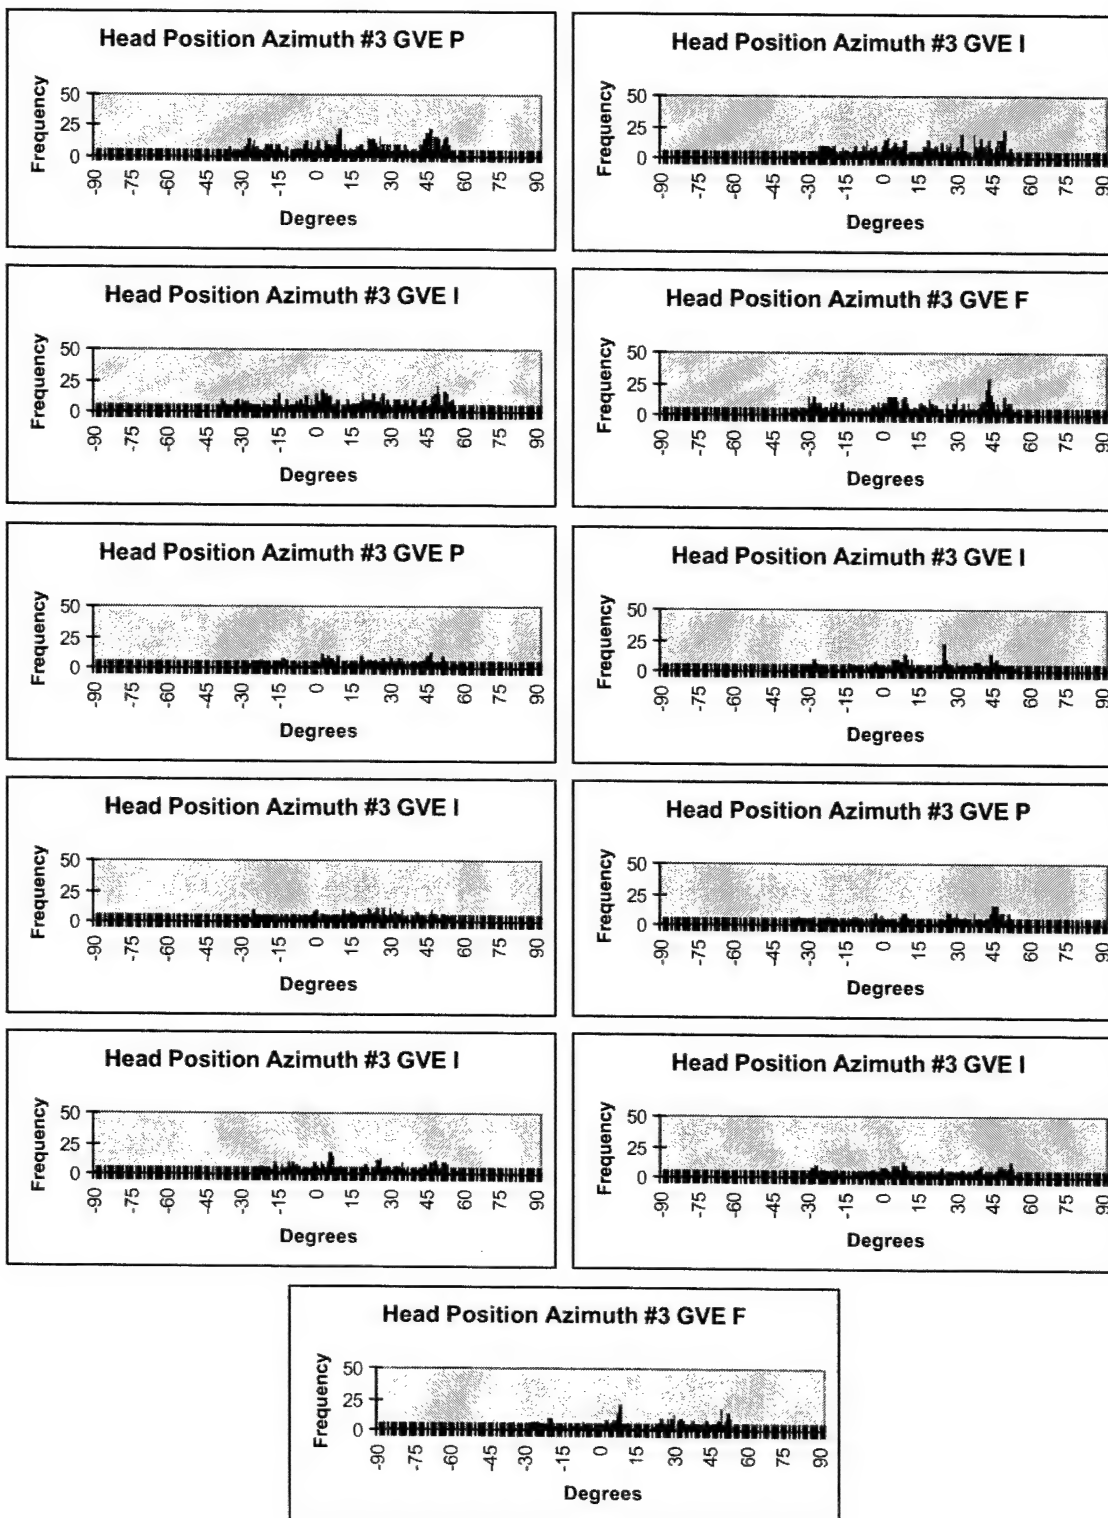 Head Position Azimuth #3 GVE P
Frequency
50
25
0
-90 -75 -60 -45 -30 -15 0 15 30 45 60 75 90
Degrees
Head Position Azimuth #3 GVE I
Frequency
50
25
0
-90 -75 -60 -45 -30 -15 0 15 30 45 60 75 90
Degrees
Head Position Azimuth #3 GVE I
Frequency
50
25
0
-90 -75 -60 -45 -30 -15 0 15 30 45 60 75 90
Degrees
Head Position Azimuth #3 GVE F
Frequency
50
25
0
-90 -75 -60 -45 -30 -15 0 15 30 45 60 75 90
Degrees
Head Position Azimuth #3 GVE P
Frequency
50
25
0
-90 -75 -60 -45 -30 -15 0 15 30 45 60 75 90
Degrees
Head Position Azimuth #3 GVE I
Frequency
50
25
0
-90 -75 -60 -45 -30 -15 0 15 30 45 60 75 90
Degrees
Head Position Azimuth #3 GVE I
Frequency
50
25
0
-90 -75 -60 -45 -30 -15 0 15 30 45 60 75 90
Degrees
Head Position Azimuth #3 GVE P
Frequency
50
25
0
-90 -75 -60 -45 -30 -15 0 15 30 45 60 75 90
Degrees
Head Position Azimuth #3 GVE I
Frequency
50
25
0
-90 -75 -60 -45 -30 -15 0 15 30 45 60 75 90
Degrees
Head Position Azimuth #3 GVE I
Frequency
50
25
0
-90 -75 -60 -45 -30 -15 0 15 30 45 60 75 90
Degrees
Head Position Azimuth #3 GVE F
Frequency
50
25
0
-90 -75 -60 -45 -30 -15 0 15 30 45 60 75 90
Degrees